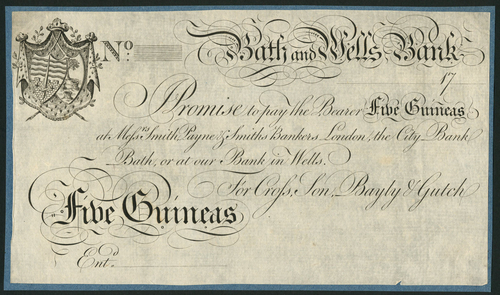 No. Bath and Wells Bank
17
I Promise to pay the Bearer Five Guineas
at Messrs. Smith Payne & Smiths Bankers London, the City Bank
Bath, or at our Bank in Wells.
For Cross, Son, Bayly & Gutch
Five Guineas
Entd.